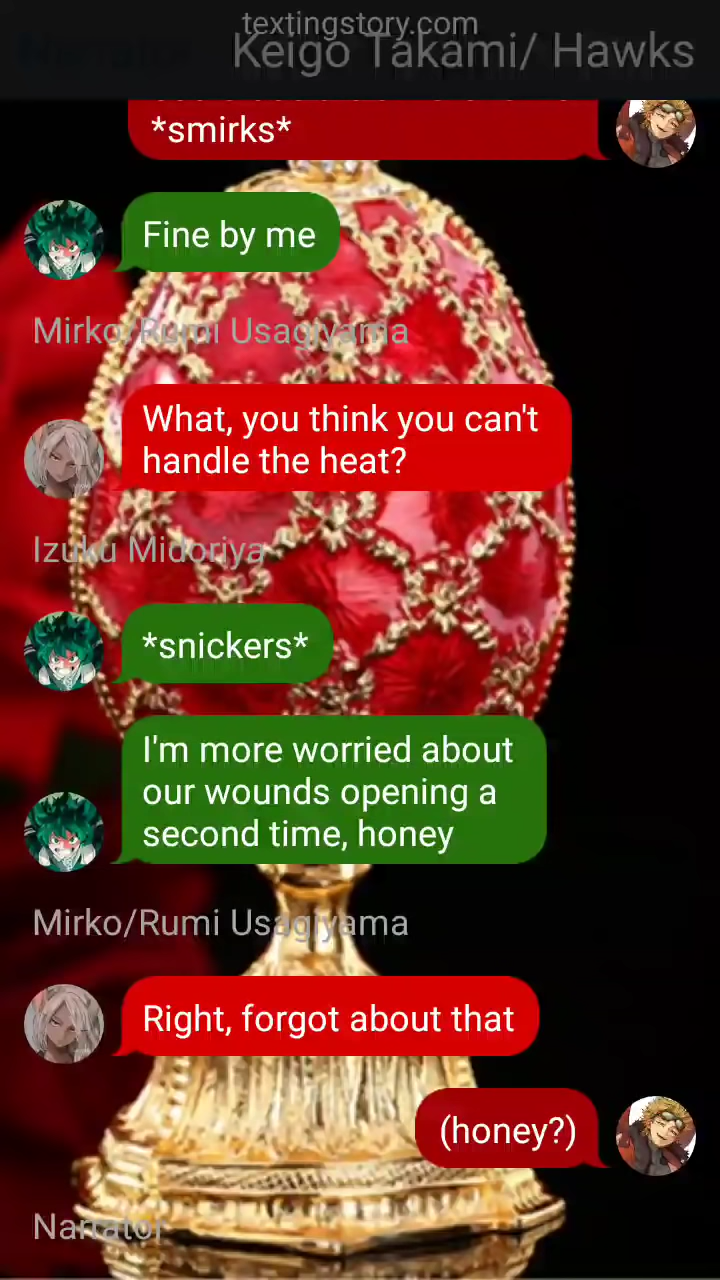 textingstory.com
Narrator
Keigo Takami/ Hawks
*smirks*
Fine by me
Mirko/Rumi Usagiyama
What, you think you can't
handle the heat?
Izuku Midoriya
*snickers*
I'm more worried about
our wounds opening a
second time, honey
Mirko/Rumi Usagiyama
Right, forgot about that
(honey?)
Narrator